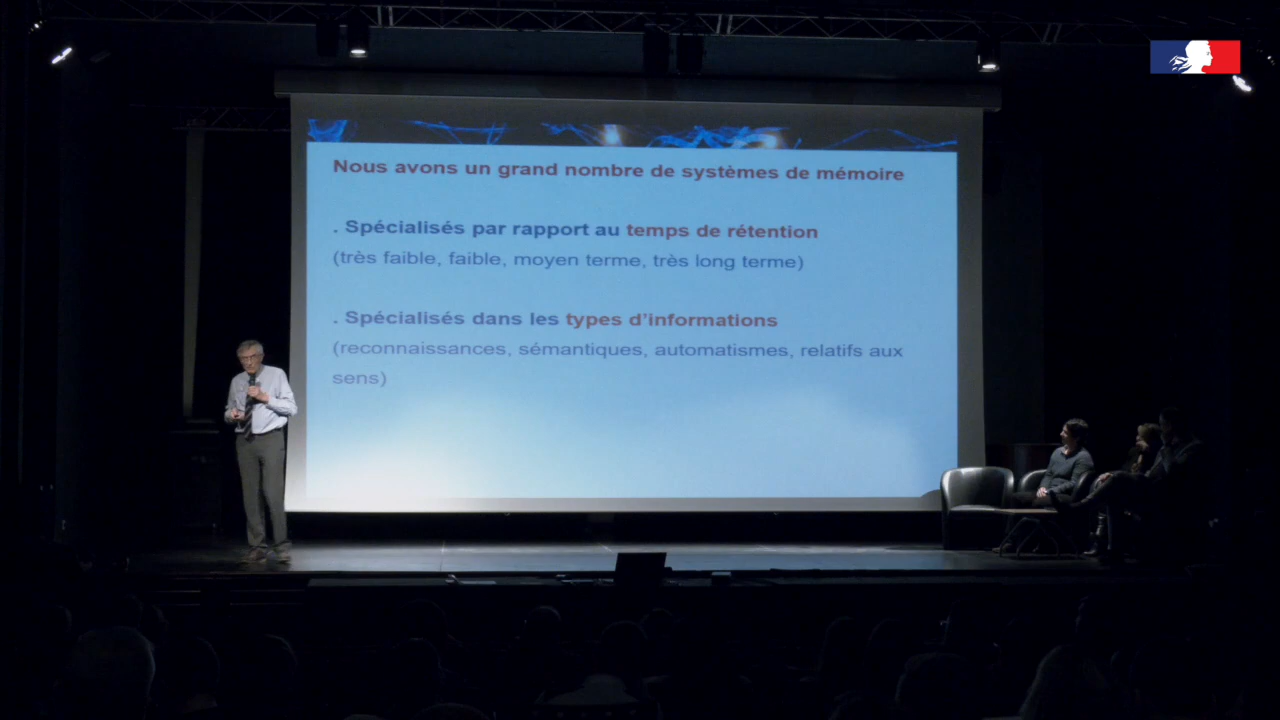 Nous avons un grand nombre de systèmes de mémoire
. Spécialisés par rapport au temps de rétention
(très faible, faible, moyen terme, très long terme)
. Spécialisés dans les types d'informations
(reconnaissances, sémantiques, automatismes, relatifs aux
sens)